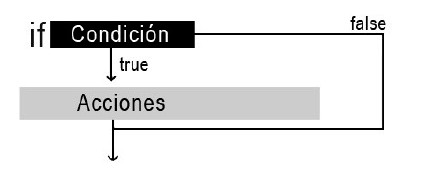 false
if Condición
true
Acciones